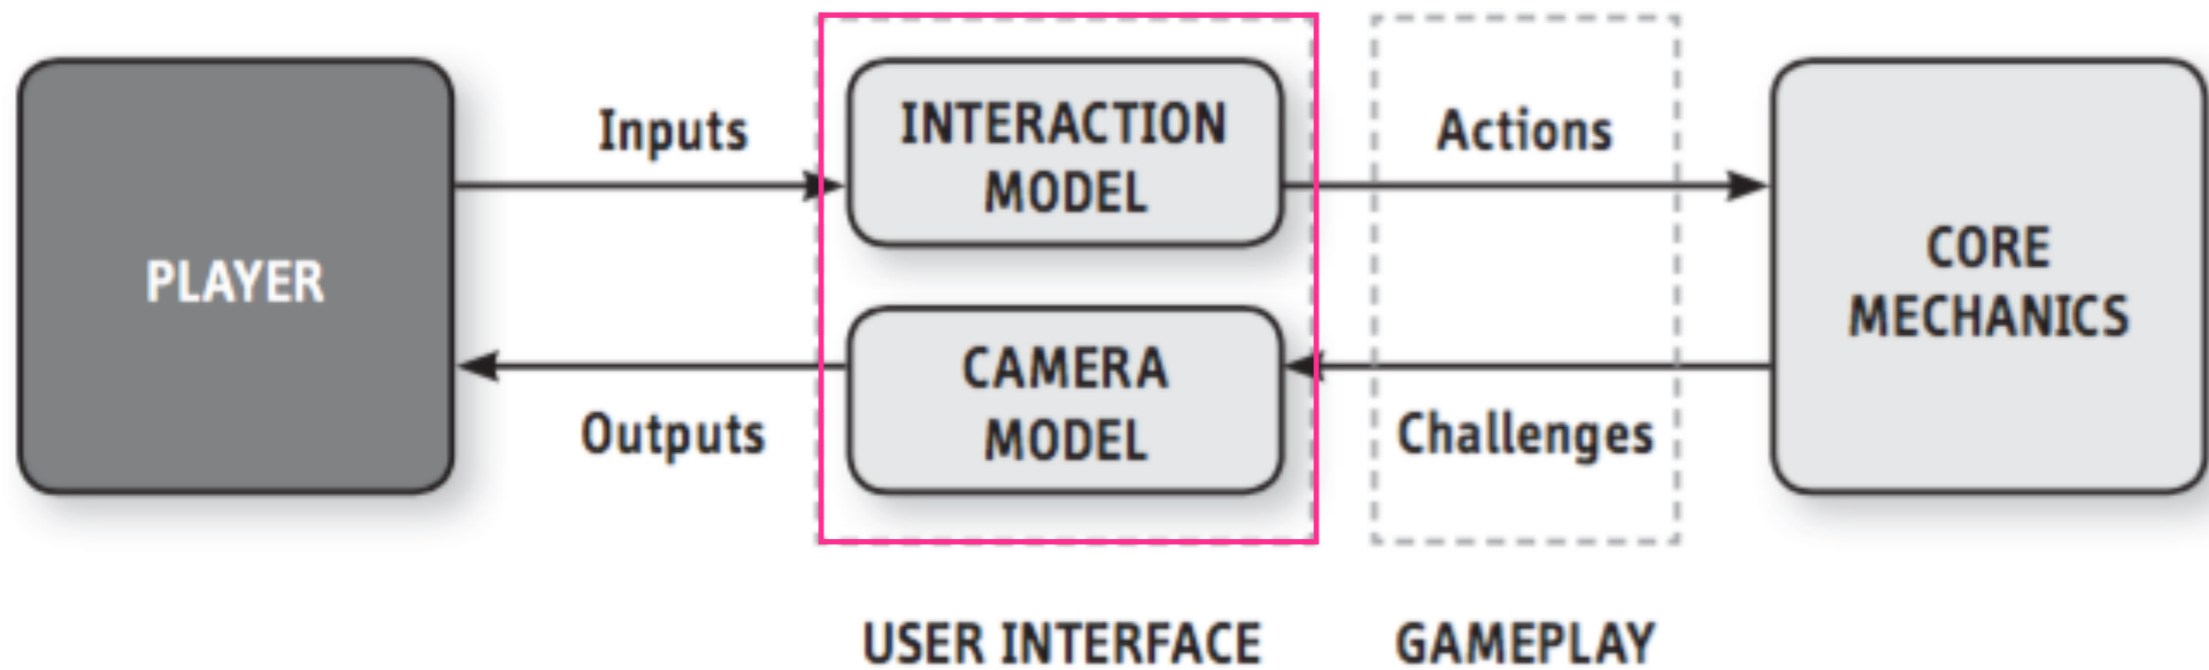 PLAYER
Inputs
Outputs
INTERACTION
MODEL
CAMERA
MODEL
Actions
Challenges
CORE
MECHANICS
USER INTERFACE
GAMEPLAY